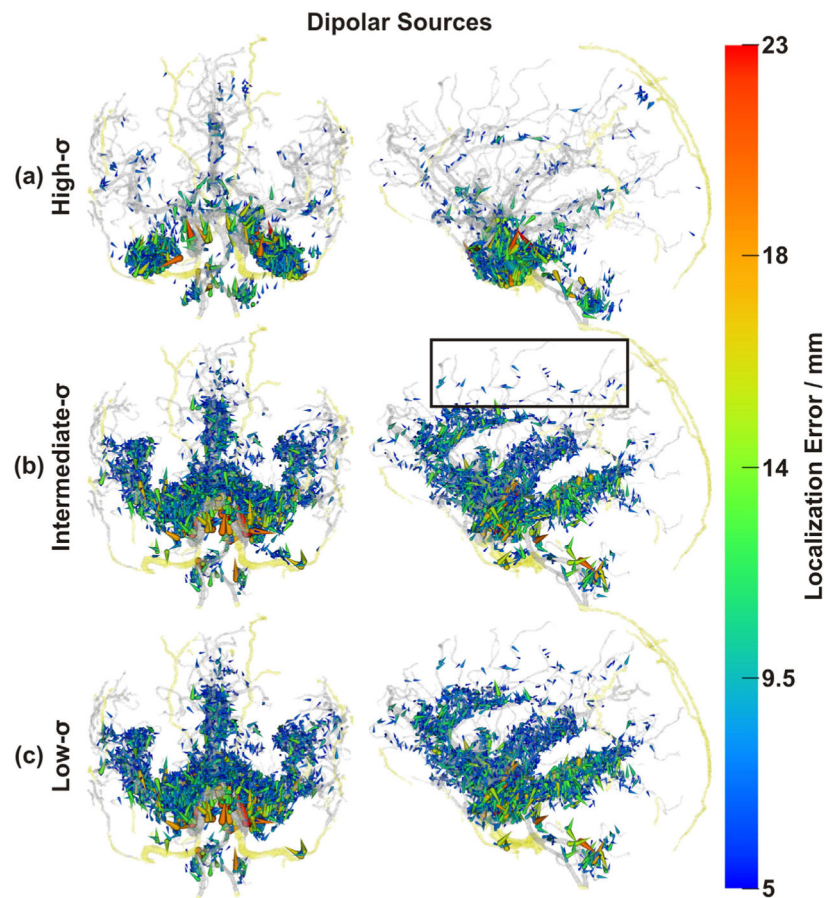 Dipolar Sources
(a) High-σ
(b) Intermediate-σ
(c) Low-σ
23
18
14
9.5
5
Localization Error / mm